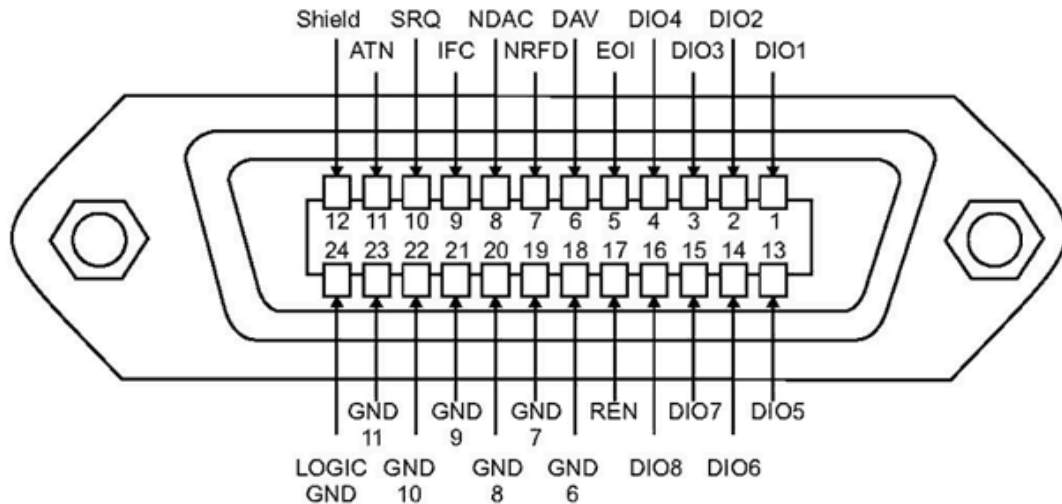 Shield SRQ NDAC DAV DIO4 DIO2
ATN IFC NRFD EOI DIO3 DIO1
12 11 10 9 8 7 6 5 4 3 2 1
24 23 22 21 20 19 18 17 16 15 14 13
GND GND GND REN DIO7 DIO5
11 9 7
LOGIC GND GND GND DIO8 DIO6
GND 10 8 6